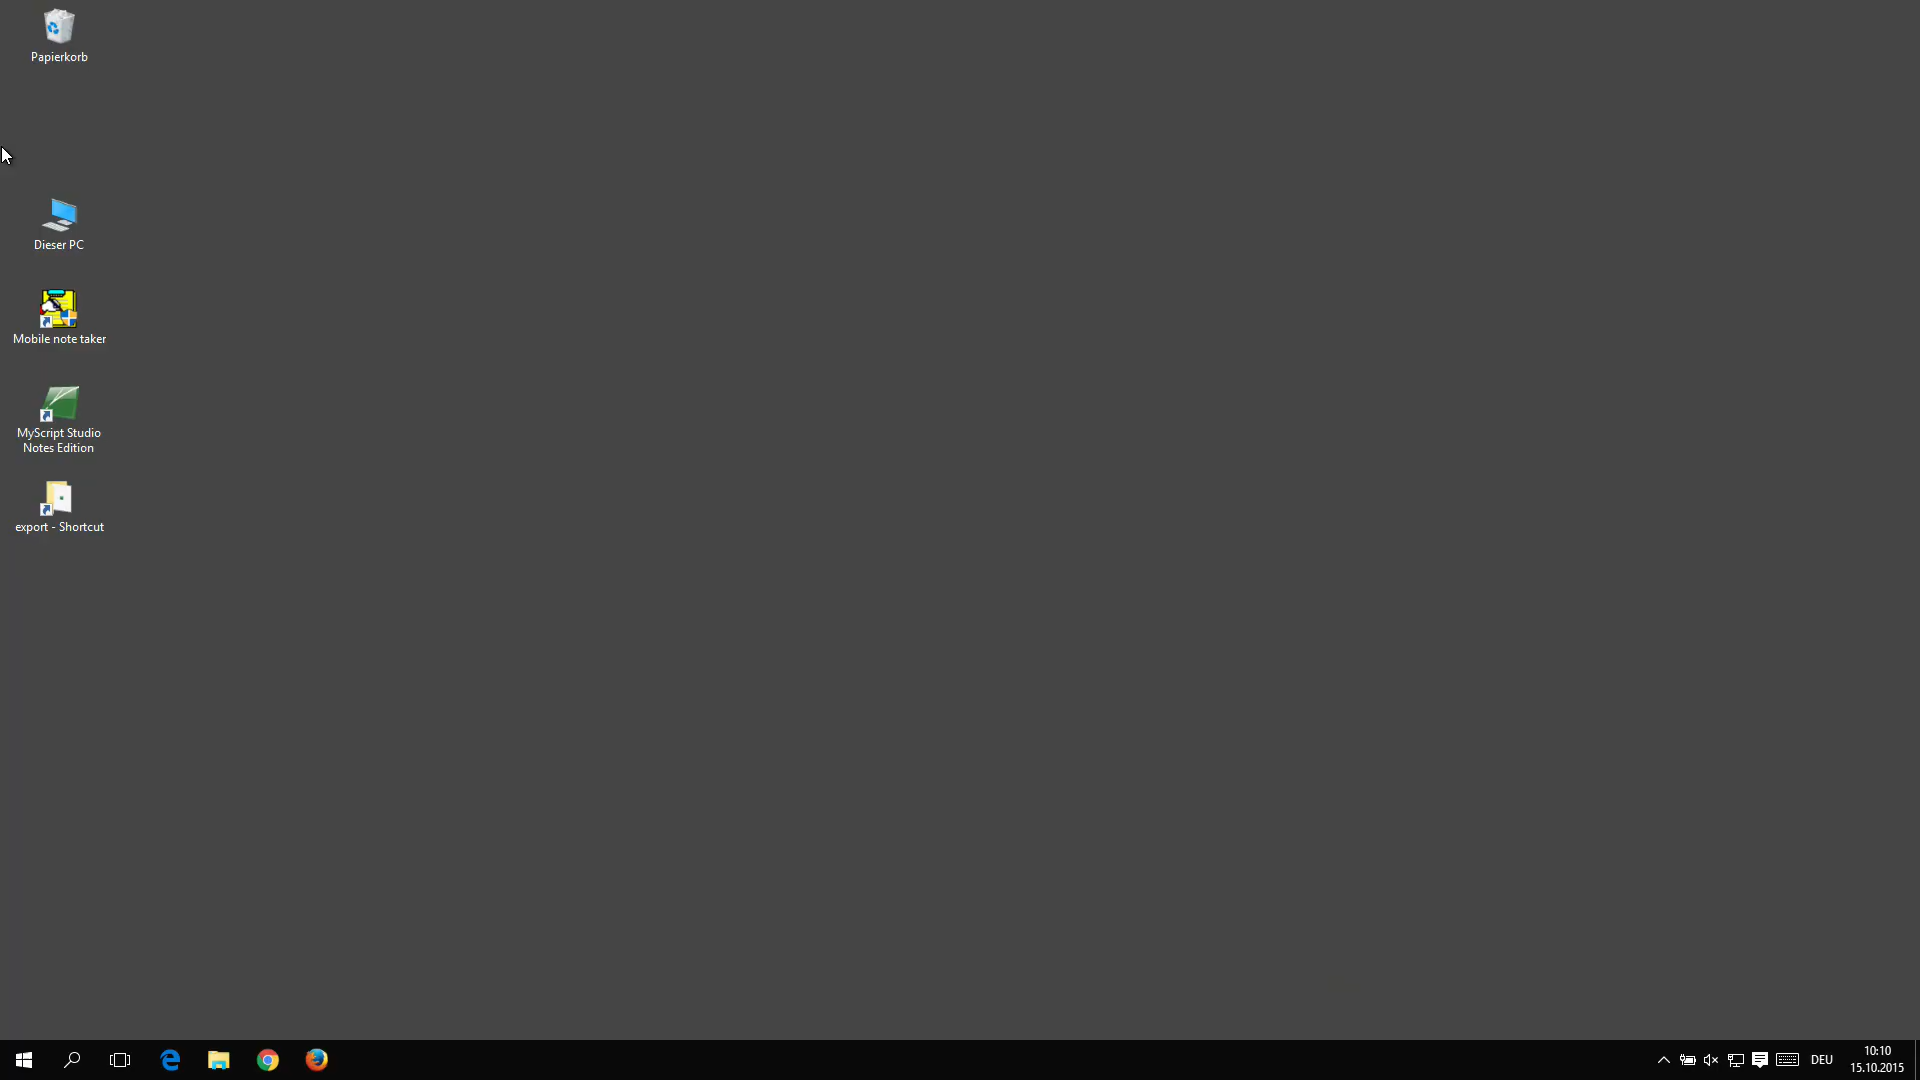 Papierkorb
Dieser PC
Mobile note taker
MyScript Studio
Notes Edition
export - Shortcut
DEU
10:10
15.10.2015